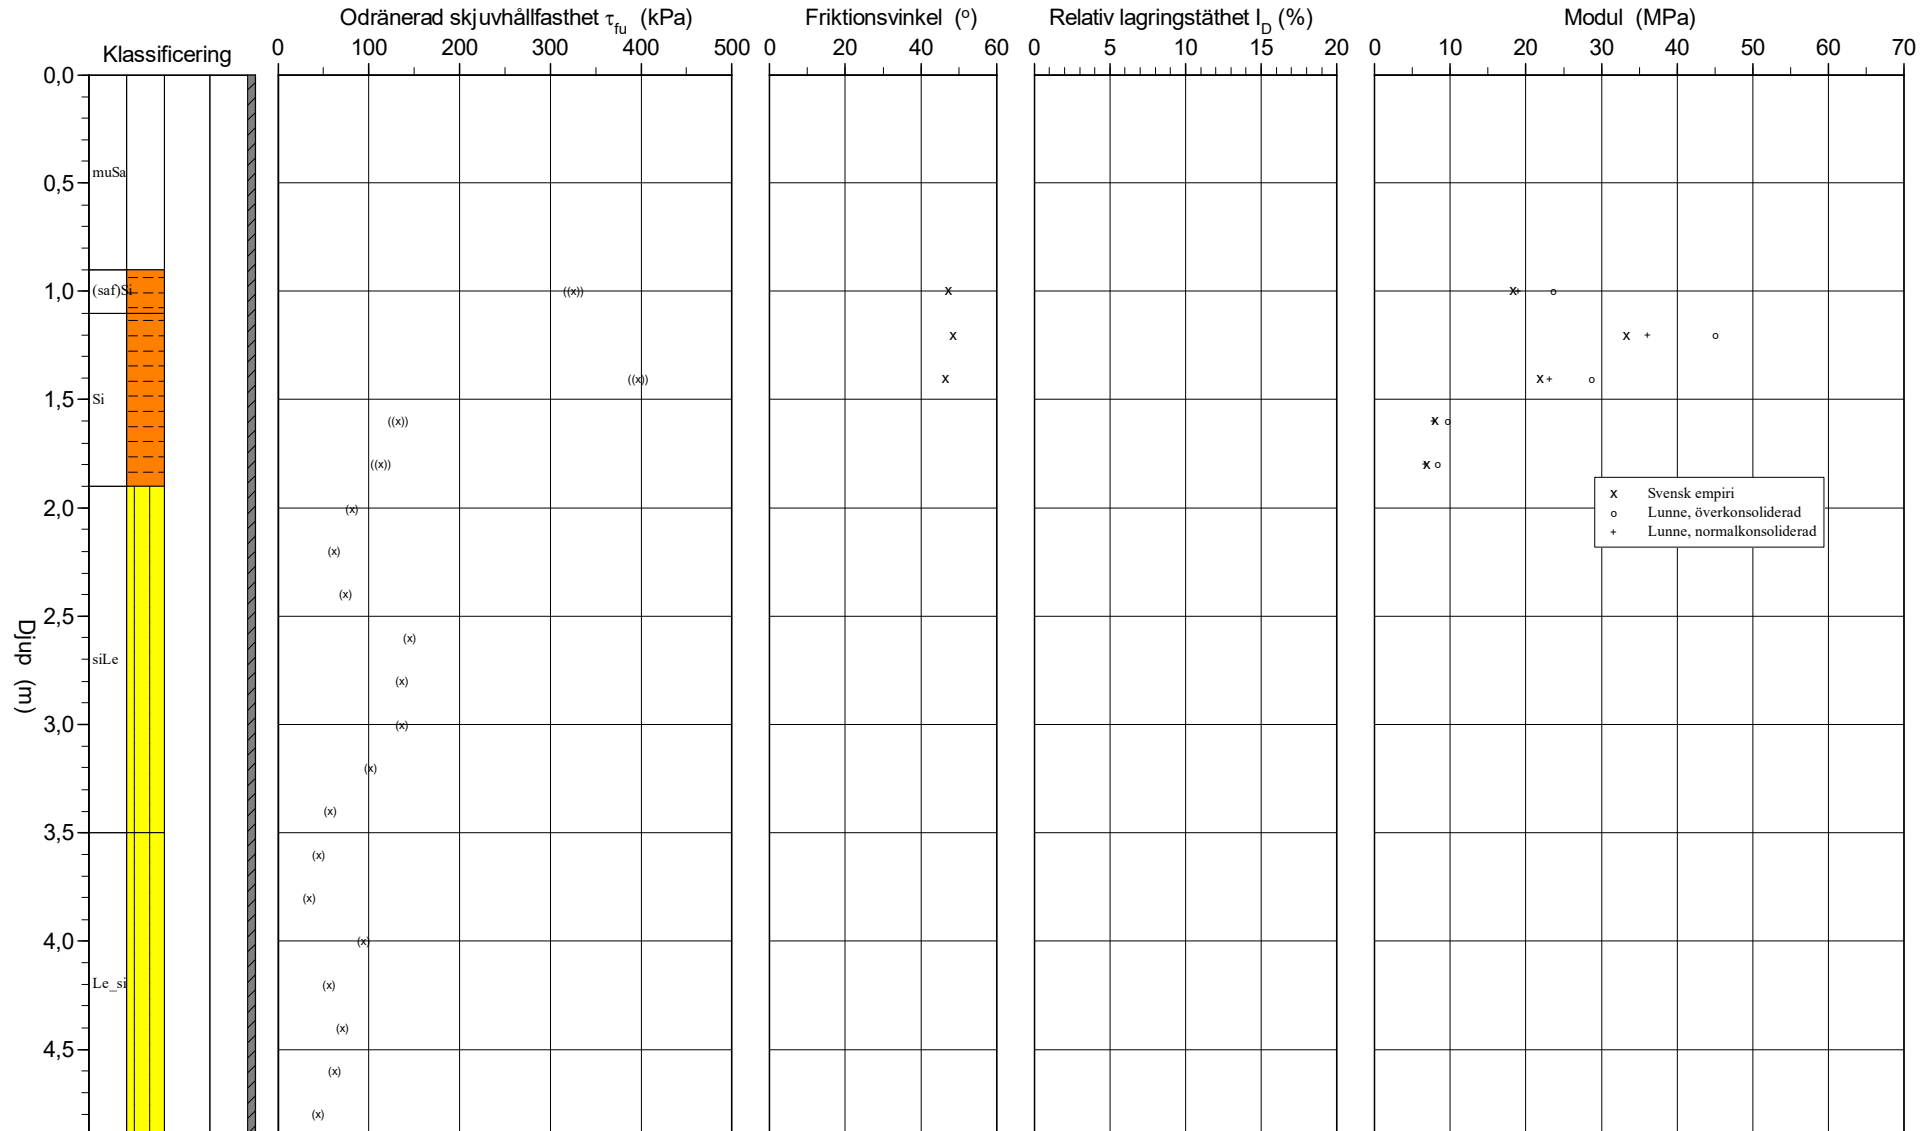 Odränerad skjuvhållfasthet τfu (kPa)
Friktionsvinkel (o)
Relativ lagringstäthet ID (%)
Modul (MPa)
Klassificering
0 100 200 300 400 500
0 20 40 60
0 5 10 15 20
0 10 20 30 40 50 60 70
0,0
muSa
0,5
(saf)Si
1,0
((x))
x
x+
o
x
x
+
o
((x))
x
x
+
o
Si
1,5
((x))
x
o
((x))
x
o
x Svensk empiri
o Lunne, överkonsoliderad
+ Lunne, normalkonsoliderad
2,0
(x)
(x)
(x)
2,5
(x)
siLe
Djup (m)
(x)
3,0
(x)
(x)
(x)
3,5
(x)
(x)
4,0
(x)
Le_si
(x)
(x)
4,5
(x)
(x)